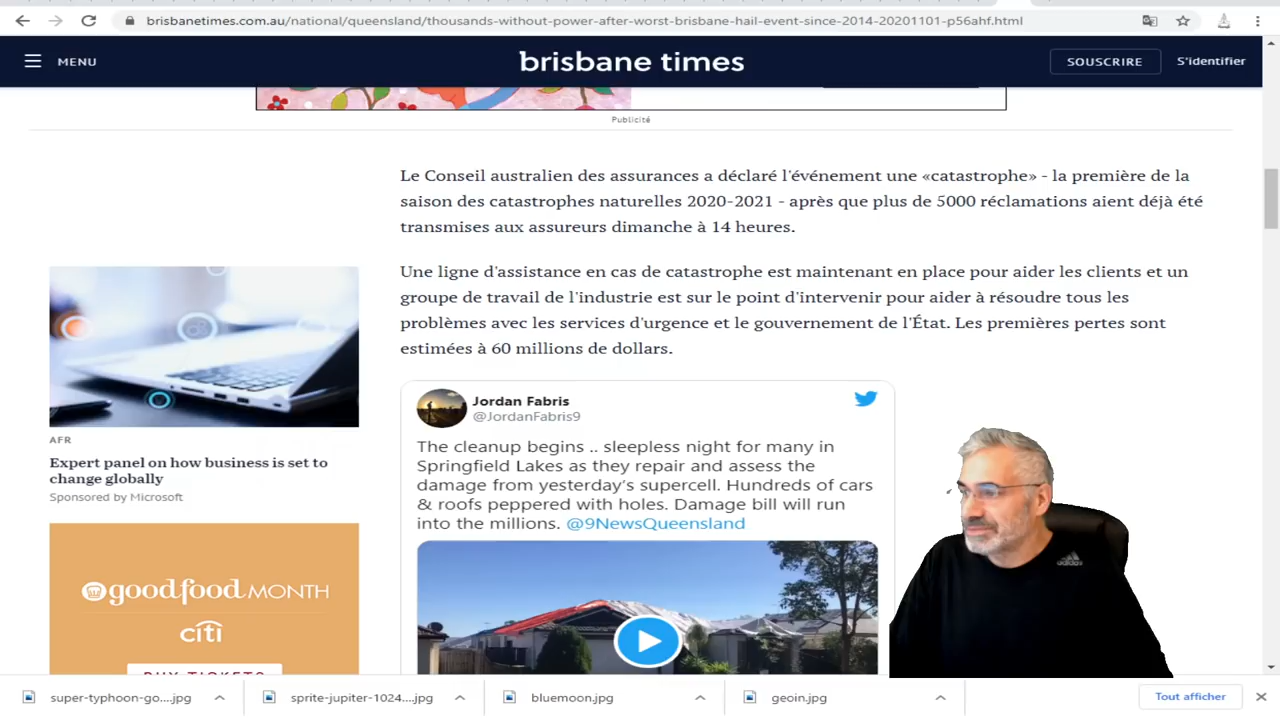 brisbanetimes.com.au/national/queensland/thousands-without-power-after-worst-brisbane-hail-event-since-2014-20201101-p56ahf.html
MENU
brisbane times
SOUSCRIRE
S'identifier
Publicité
Le Conseil australien des assurances a déclaré l'événement une «catastrophe» - la première de la
saison des catastrophes naturelles 2020-2021 - après que plus de 5000 réclamations aient déjà été
transmises aux assureurs dimanche à 14 heures.
Une ligne d'assistance en cas de catastrophe est maintenant en place pour aider les clients et un
groupe de travail de l'industrie est sur le point d'intervenir pour aider à résoudre tous les
problèmes avec les services d'urgence et le gouvernement de l'État. Les premières pertes sont
estimées à 60 millions de dollars.
AFR
Expert panel on how business is set to
change globally
Sponsored by Microsoft
goodfood MONTH
citi
BUY TICKETS
Jordan Fabris
@JordanFabris9
The cleanup begins .. sleepless night for many in
Springfield Lakes as they repair and assess the
damage from yesterday's supercell. Hundreds of cars
& roofs peppered with holes. Damage bill will run
into the millions. @9NewsQueensland
adidas
super-typhoon-go....jpg
sprite-jupiter-1024....jpg
bluemoon.jpg
geoin.jpg
Tout afficher